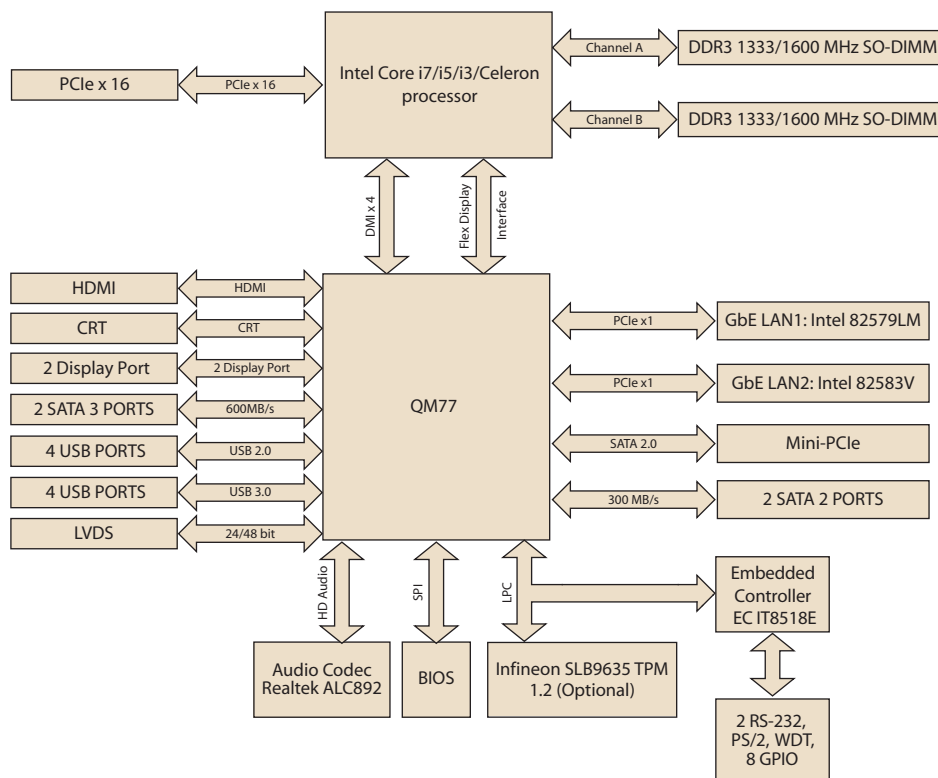 PCIe x 16
PCIe x 16
Intel Core i7/i5/i3/Celeron
processor
Channel A
DDR3 1333/1600 MHz SO-DIMM
Channel B
DDR3 1333/1600 MHz SO-DIMM
DMI x 4
Flex Display
Interface
HDMI
HDMI
CRT
CRT
2 Display Port
2 Display Port
2 SATA 3 PORTS
600MB/s
4 USB PORTS
USB 2.0
4 USB PORTS
USB 3.0
LVDS
24/48 bit
QM77
PCIe x1
GbE LAN1: Intel 82579LM
PCIe x1
GbE LAN2: Intel 82583V
SATA 2.0
Mini-PCIe
300 MB/s
2 SATA 2 PORTS
HD Audio
SPI
LPC
Audio Codec
Realtek ALC892
BIOS
Infineon SLB9635 TPM
1.2 (Optional)
Embedded
Controller
EC IT8518E
2 RS-232,
PS/2, WDT,
8 GPIO